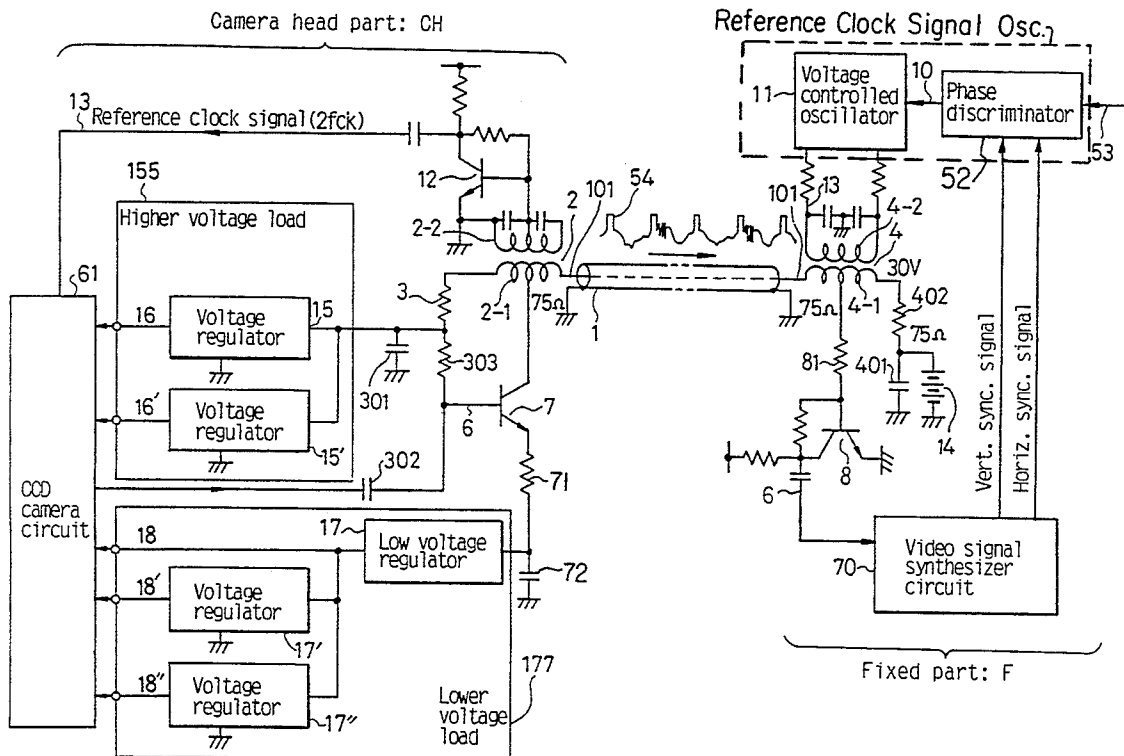 Camera head part: CH
Reference Clock Signal Osc.
13
Reference clock signal(2fck)
11
Voltage
controlled
oscillator
10
Phase
discriminator
53
52
12
155
Higher voltage load
2-2
2
101
54
101
13
4-2
4
30V
61
3
2-1
75Ω
1
75Ω
4-1
402
75Ω
16
Voltage
regulator
15
303
301
81
401
14
16'
Voltage
regulator
15'
6
7
302
71
8
6
Vert. sync. signal
Horiz. sync. signal
CCD
camera
circuit
18
17
Low voltage
regulator
72
70
Video signal
synthesizer
circuit
18'
Voltage
regulator
17'
177
18"
Voltage
regulator
17"
Lower
voltage
load
Fixed part: F